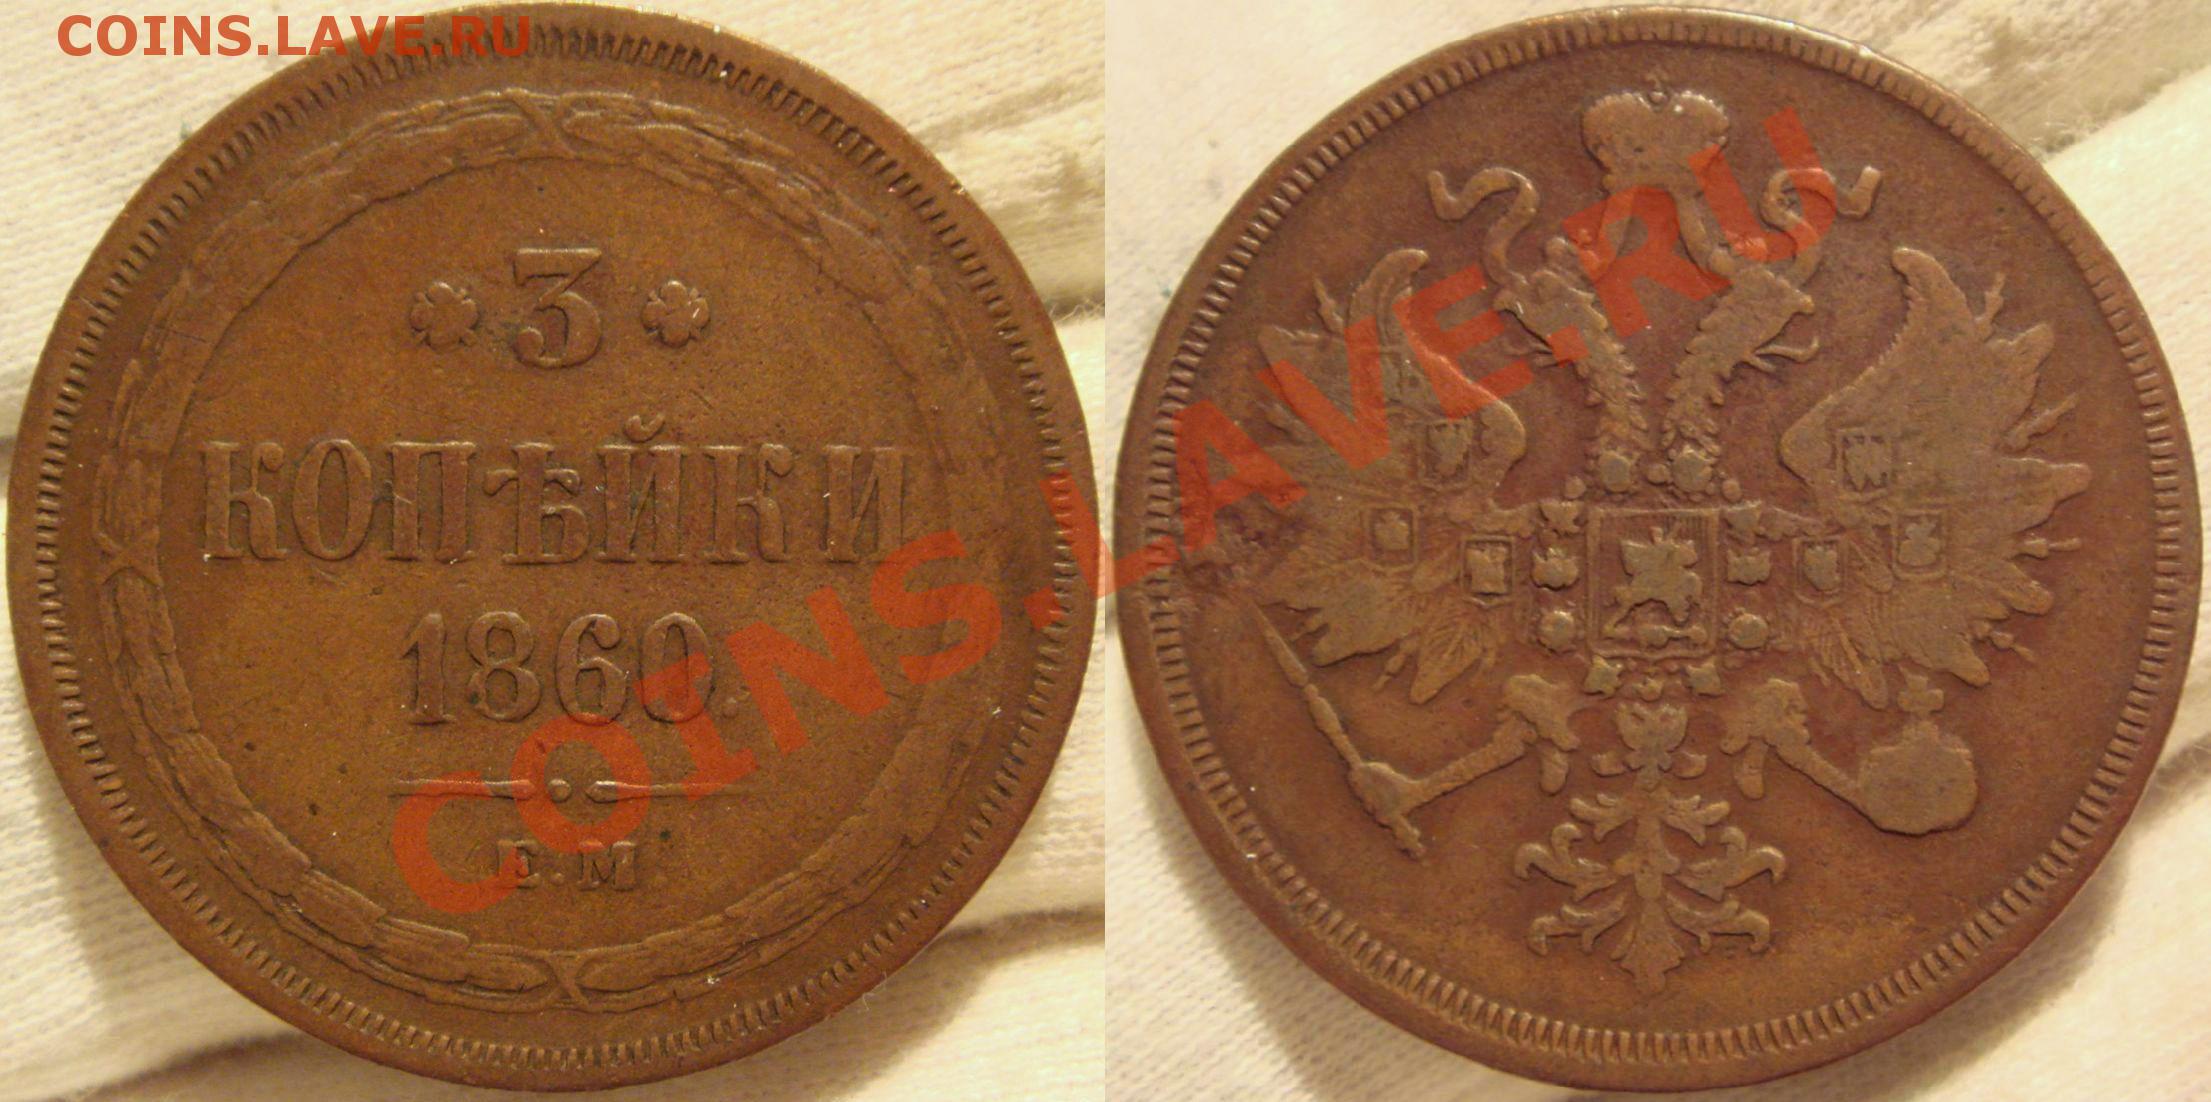 COINS.LAVE.RU
* 3 *
КОПѢЙКИ
1860.
Е.М
COINS.LAVE.RU